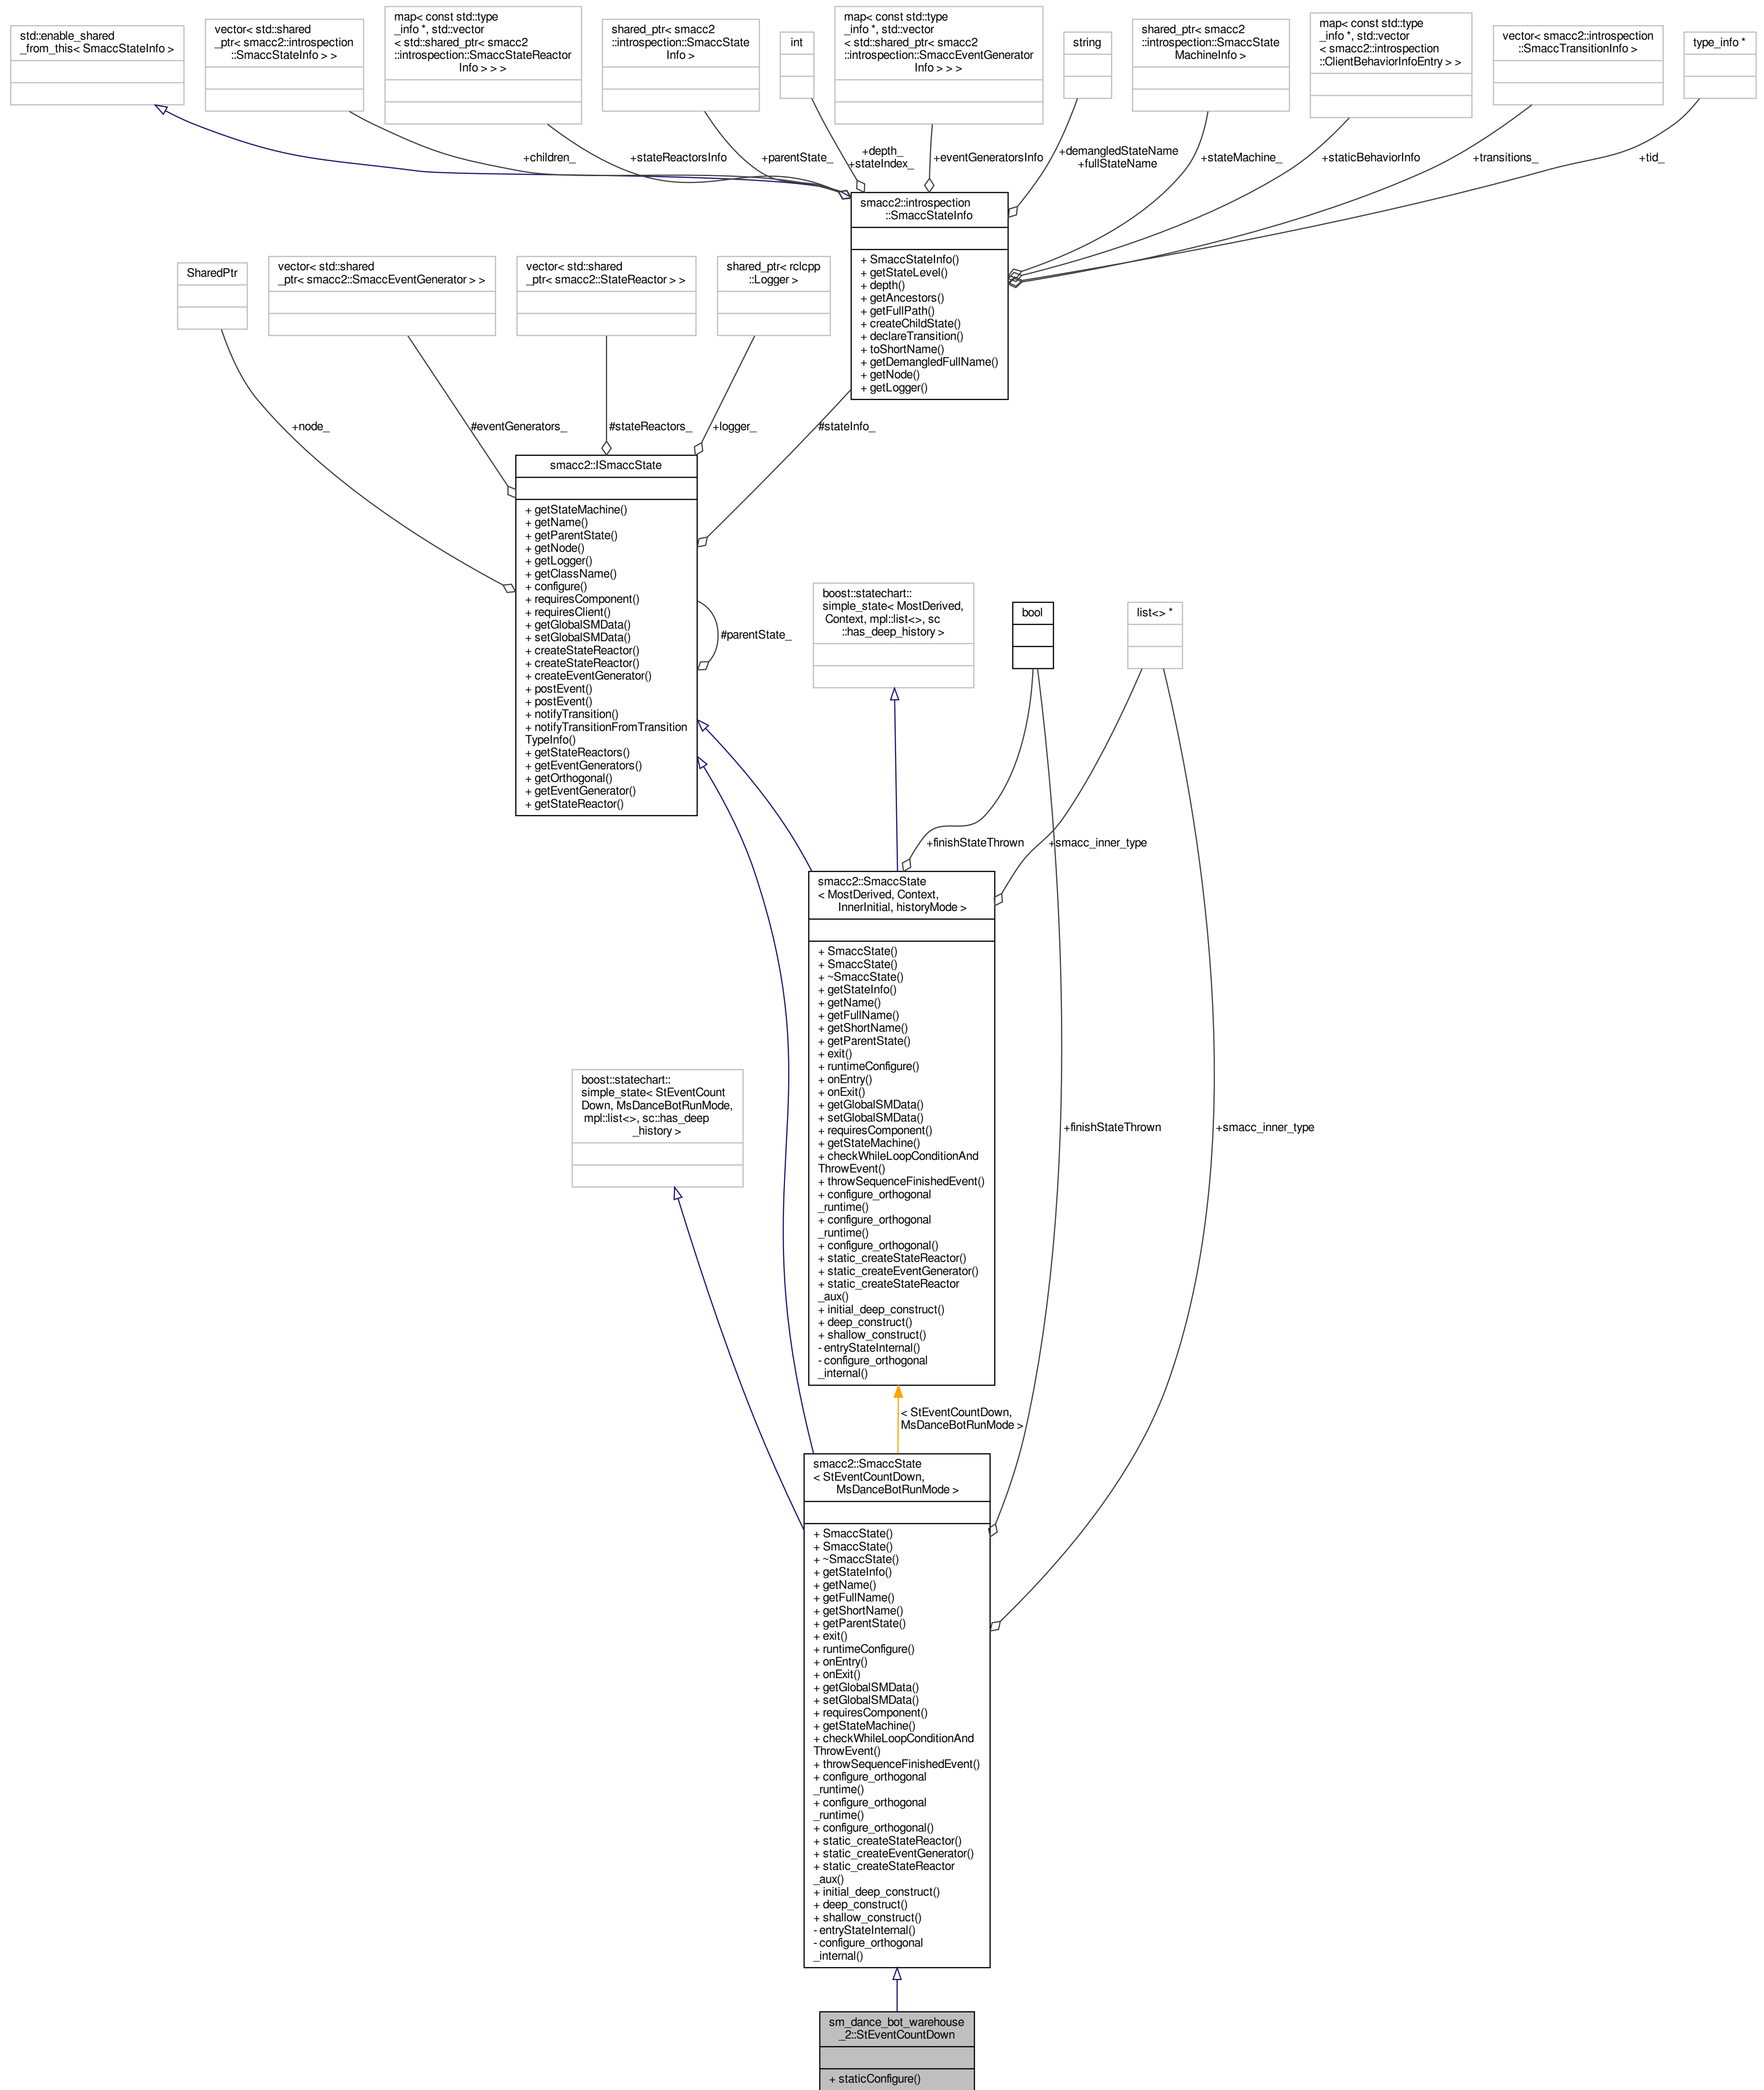 std::enable_shared
_from_this< SmaccStateInfo >
vector< std::shared
_ptr< smacc2::introspection
::SmaccStateInfo > >
map< const std::type
_info *, std::vector
< std::shared_ptr< smacc2
::introspection::SmaccStateReactor
Info > > >
shared_ptr< smacc2
::introspection::SmaccState
Info >
int
map< const std::type
_info *, std::vector
< std::shared_ptr< smacc2
::introspection::SmaccEventGenerator
Info > > >
string
shared_ptr< smacc2
::introspection::SmaccState
MachineInfo >
map< const std::type
_info *, std::vector
< smacc2::introspection
::ClientBehaviorInfoEntry > >
vector< smacc2::introspection
::SmaccTransitionInfo >
type_info *
+children_
+stateReactorsInfo
+parentState_
+depth_
+stateIndex_
+eventGeneratorsInfo
+demangledStateName
+fullStateName
+stateMachine_
+staticBehaviorInfo
+transitions_
+tid_
smacc2::introspection
::SmaccStateInfo
+ SmaccStateInfo()
+ getStateLevel()
+ depth()
+ getAncestors()
+ getFullPath()
+ createChildState()
+ declareTransition()
+ toShortName()
+ getDemangledFullName()
+ getNode()
+ getLogger()
SharedPtr
vector< std::shared
_ptr< smacc2::SmaccEventGenerator > >
vector< std::shared
_ptr< smacc2::StateReactor > >
shared_ptr< rclcpp
::Logger >
+node_
#eventGenerators_
#stateReactors_
+logger_
#stateInfo_
smacc2::ISmaccState
+ getStateMachine()
+ getName()
+ getParentState()
+ getNode()
+ getLogger()
+ getClassName()
+ configure()
+ requiresComponent()
+ requiresClient()
+ getGlobalSMData()
+ setGlobalSMData()
+ createStateReactor()
+ createStateReactor()
+ createEventGenerator()
+ postEvent()
+ postEvent()
+ notifyTransition()
+ notifyTransitionFromTransition
TypeInfo()
+ getStateReactors()
+ getEventGenerators()
+ getOrthogonal()
+ getEventGenerator()
+ getStateReactor()
#parentState_
boost::statechart::
simple_state< MostDerived,
Context, mpl::list<>, sc
::has_deep_history >
bool
list<> *
+finishStateThrown
+smacc_inner_type
smacc2::SmaccState
< MostDerived, Context,
InnerInitial, historyMode >
+ SmaccState()
+ SmaccState()
+ ~SmaccState()
+ getStateInfo()
+ getName()
+ getFullName()
+ getShortName()
+ getParentState()
+ exit()
+ runtimeConfigure()
+ onEntry()
+ onExit()
+ getGlobalSMData()
+ setGlobalSMData()
+ requiresComponent()
+ getStateMachine()
+ checkWhileLoopConditionAnd
ThrowEvent()
+ throwSequenceFinishedEvent()
+ configure_orthogonal
_runtime()
+ configure_orthogonal
_runtime()
+ configure_orthogonal()
+ static_createStateReactor()
+ static_createEventGenerator()
+ static_createStateReactor
_aux()
+ initial_deep_construct()
+ deep_construct()
+ shallow_construct()
- entryStateInternal()
- configure_orthogonal
_internal()
boost::statechart::
simple_state< StEventCount
Down, MsDanceBotRunMode,
mpl::list<>, sc::has_deep
_history >
+finishStateThrown
+smacc_inner_type
< StEventCountDown,
MsDanceBotRunMode >
smacc2::SmaccState
< StEventCountDown,
MsDanceBotRunMode >
+ SmaccState()
+ SmaccState()
+ ~SmaccState()
+ getStateInfo()
+ getName()
+ getFullName()
+ getShortName()
+ getParentState()
+ exit()
+ runtimeConfigure()
+ onEntry()
+ onExit()
+ getGlobalSMData()
+ setGlobalSMData()
+ requiresComponent()
+ getStateMachine()
+ checkWhileLoopConditionAnd
ThrowEvent()
+ throwSequenceFinishedEvent()
+ configure_orthogonal
_runtime()
+ configure_orthogonal
_runtime()
+ configure_orthogonal()
+ static_createStateReactor()
+ static_createEventGenerator()
+ static_createStateReactor
_aux()
+ initial_deep_construct()
+ deep_construct()
+ shallow_construct()
- entryStateInternal()
- configure_orthogonal
_internal()
sm_dance_bot_warehouse
_2::StEventCountDown
+ staticConfigure()